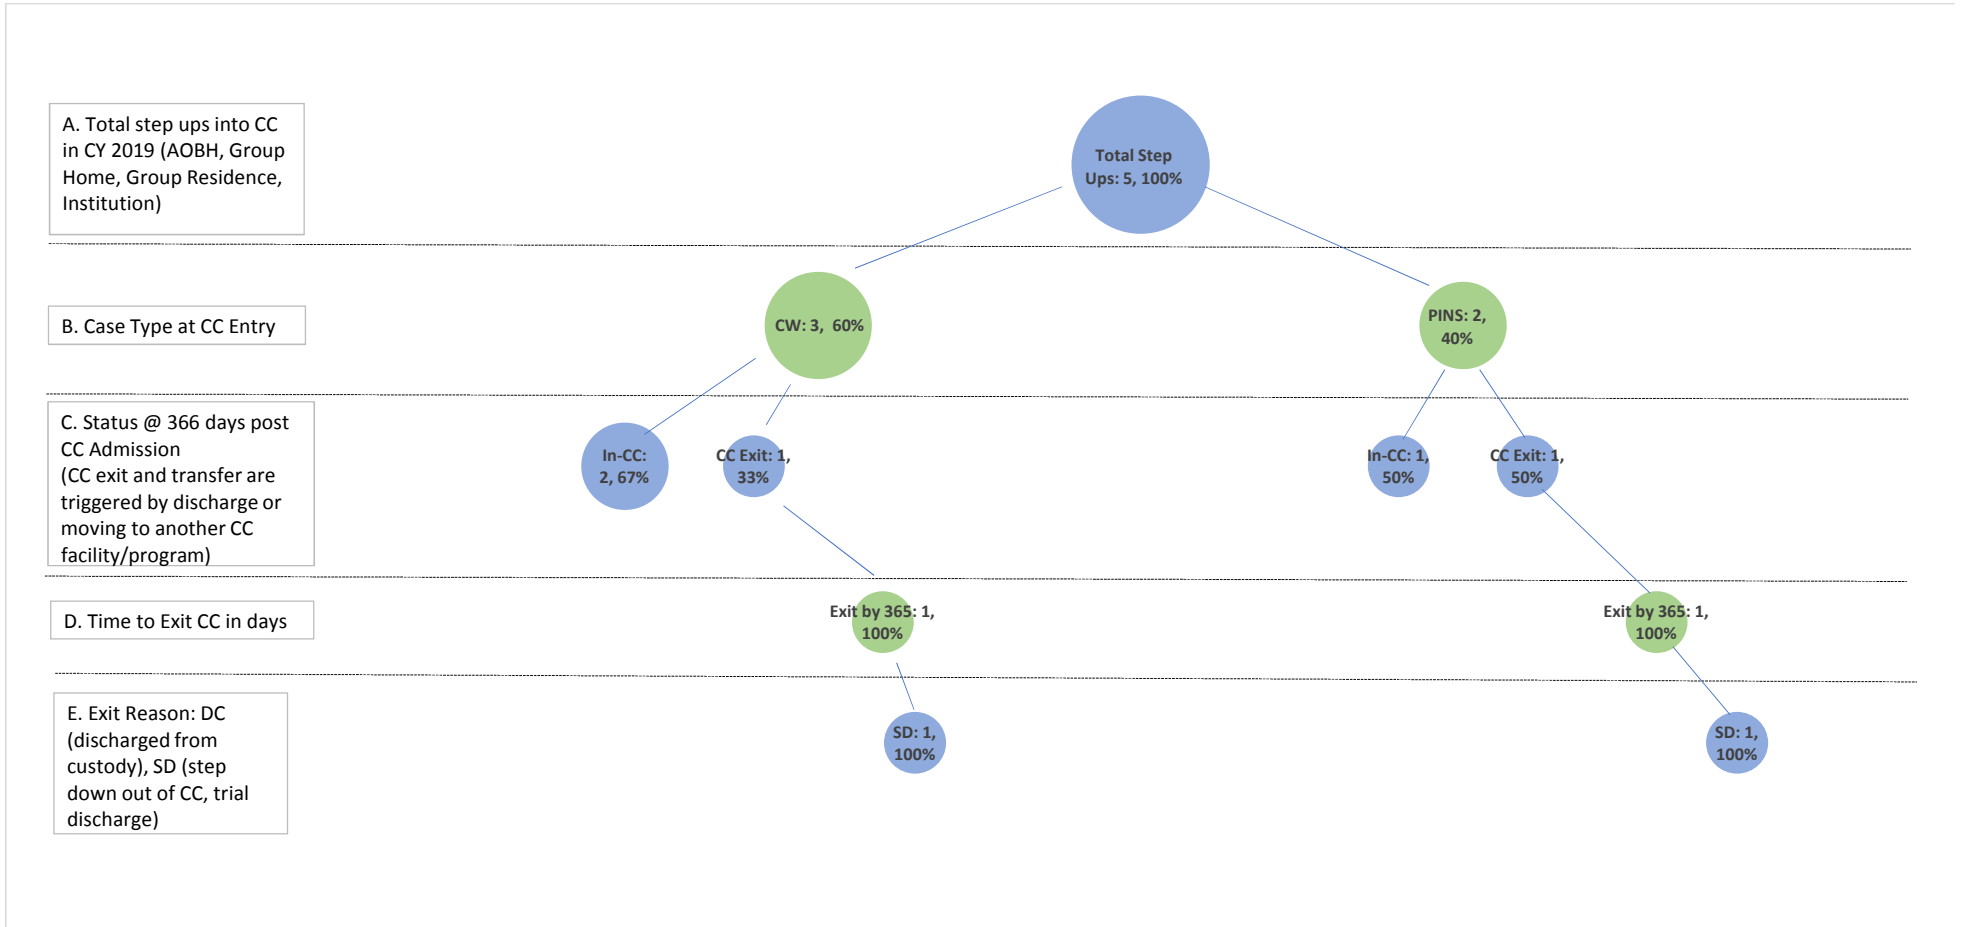 A. Total step ups into CC
in CY 2019 (AOBH, Group
Home, Group Residence,
Institution)
Total Step
Ups: 5, 100%
B. Case Type at CC Entry
CW: 3,  60%
PINS: 2,
40%
C. Status @ 366 days post
CC Admission
(CC exit and transfer are
triggered by discharge or
moving to another CC
facility/program)
In-CC:
2, 67%
CC Exit: 1,
33%
In-CC: 1,
50%
CC Exit: 1,
50%
D. Time to Exit CC in days
Exit by 365: 1,
100%
Exit by 365: 1,
100%
E. Exit Reason: DC
(discharged from
custody), SD (step
down out of CC, trial
discharge)
SD: 1,
100%
SD: 1,
100%